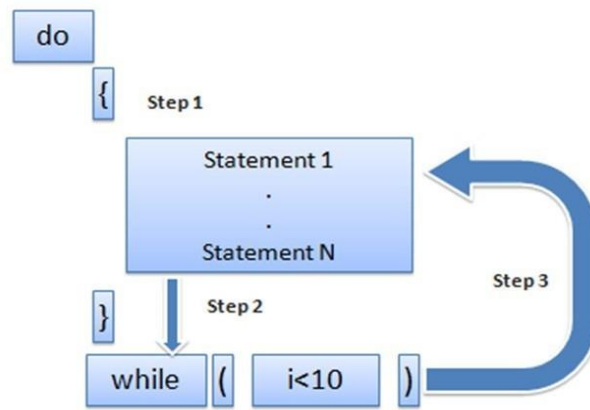 do
{
Step 1
Statement 1
.
.
Statement N
Step 2
Step 3
}
while ( i<10 )